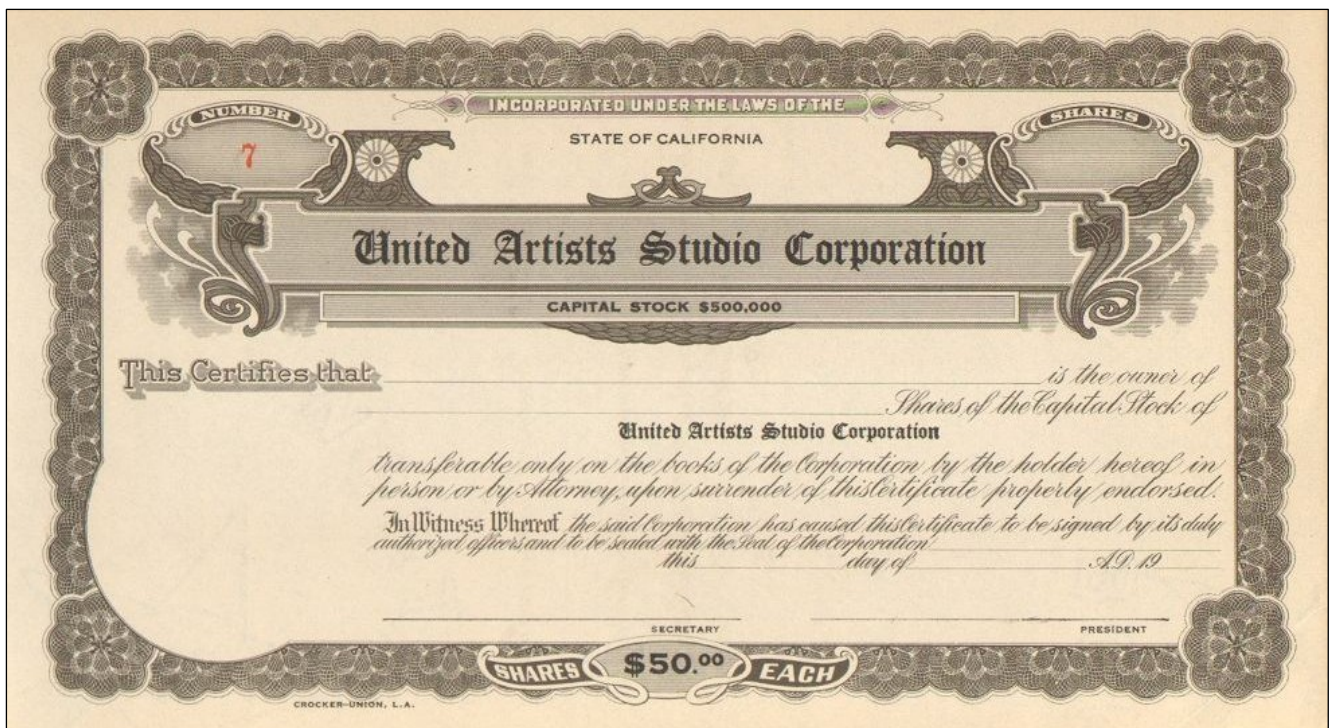 INCORPORATED UNDER THE LAWS OF THE
NUMBER
SHARES
7
STATE OF CALIFORNIA
United Artists Studio Corporation
CAPITAL STOCK $500,000
This Certifies that is the owner of
Shares of the Capital Stock of
United Artists Studio Corporation
transferable only on the books of the Corporation by the holder hereof in
person or by Attorney, upon surrender of this Certificate properly endorsed.
In Witness Whereof the said Corporation has caused this Certificate to be signed by its duly
authorized officers and to be sealed with the Seal of the Corporation
this day of A.D. 19
SECRETARY PRESIDENT
SHARES $50.00 EACH
CROCKER-UNION, L.A.